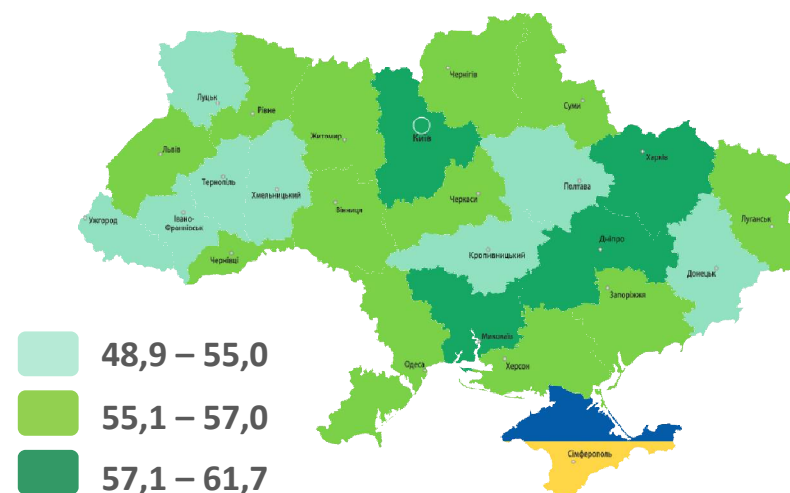 Чернігів
Луцьк
Рівне
Суми
Житомир
Київ
Львів
Харків
Тернопіль
Хмельницький
Черкаси
Полтава
Вінниця
Ужгород
Івано-
Франківськ
Луганськ
Чернівці
Кропивницький
Дніпро
Донецьк
Запоріжжя
Миколаїв
Одеса
Херсон
Сімферополь
48,9 – 55,0
55,1 – 57,0
57,1 – 61,7